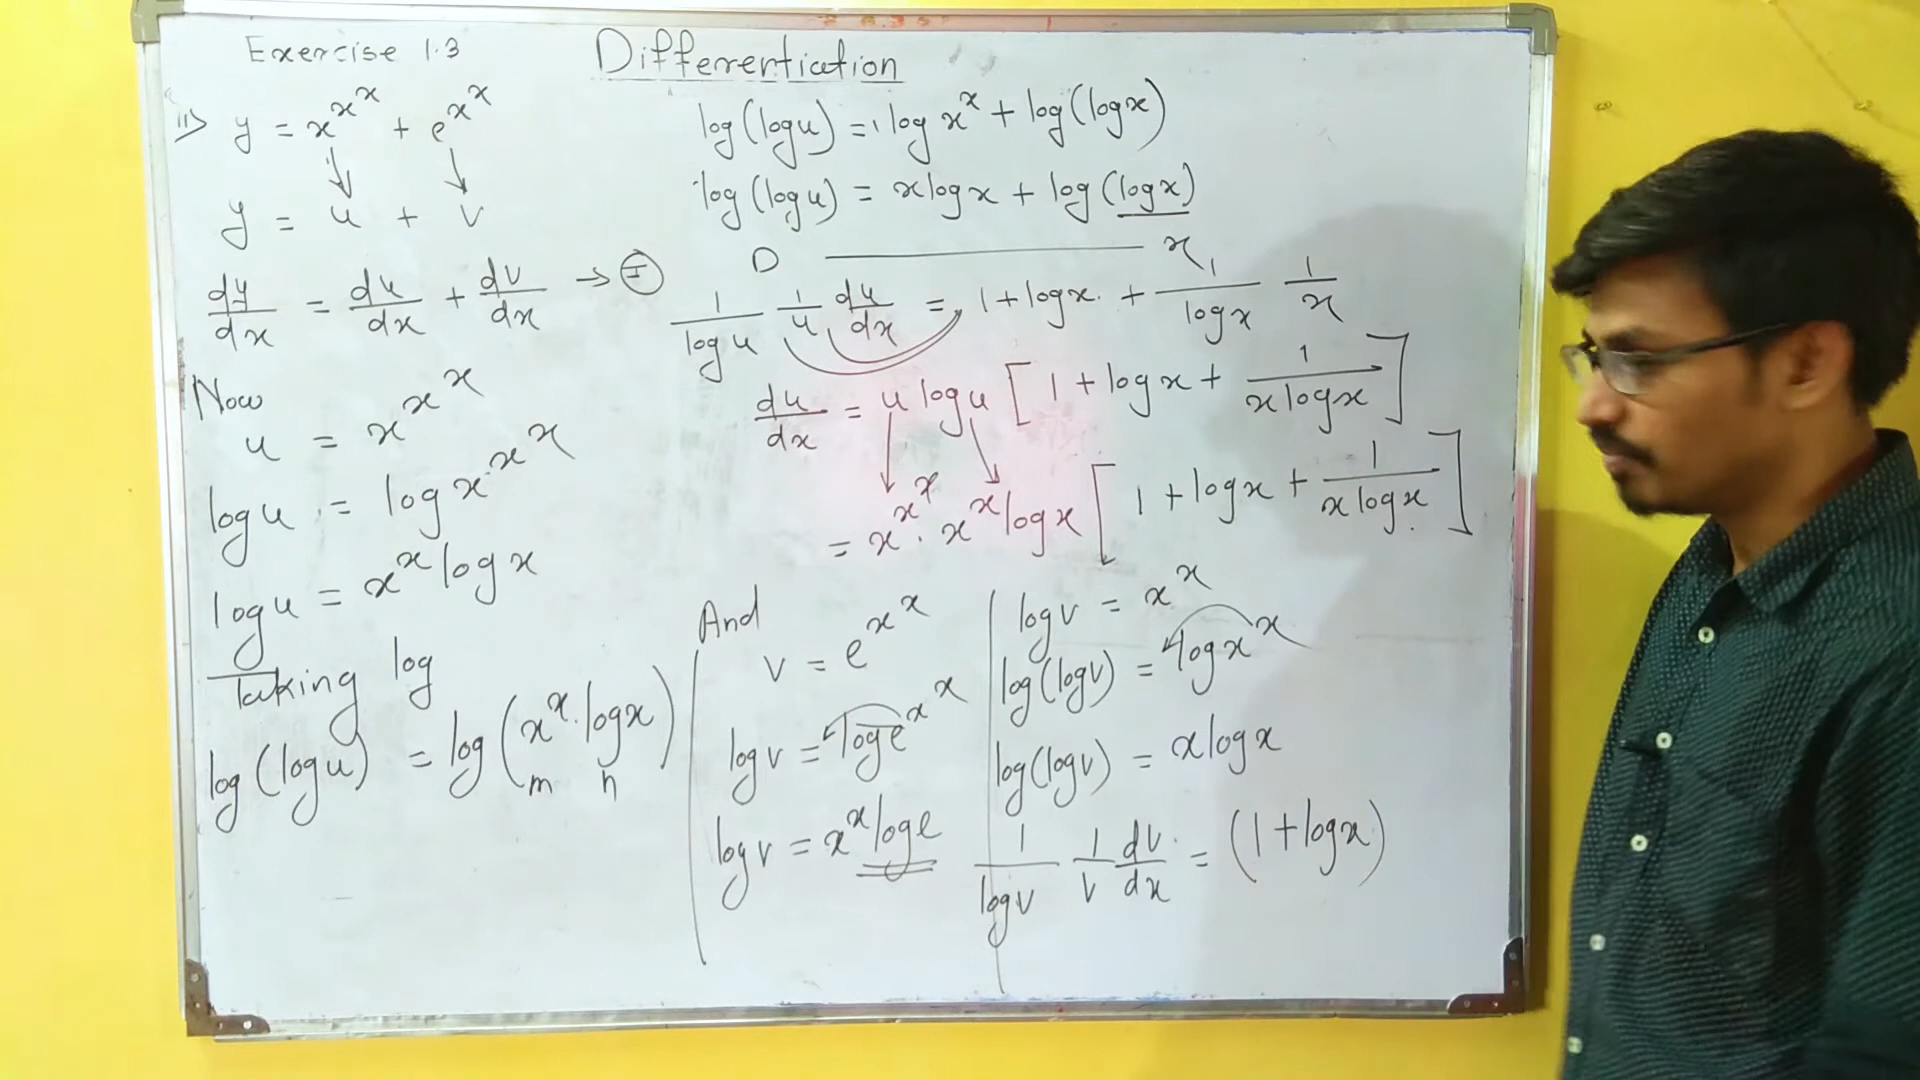 Exercise 1.3
Differentiation
ii> y = x^x^x + e^x^x
y = u + v
dy/dx = du/dx + dv/dx → I
Now
u = x^x^x
log u = log x^x^x
log u = x^x log x
Taking log
log (log u) = log (x^x . log x)
m n
log (log u) = log x^x + log (log x)
log (log u) = x log x + log (log x)
D x
1/log u 1/u du/dx = 1 + log x + 1/log x 1/x
du/dx = u log u [1 + log x + 1/x log x]
= x^x^x . x^x log x [1 + log x + 1/x log x]
And
v = e^x^x
log v = log e^x^x
log v = x^x log e
log v = x^x
log (log v) = log x^x
log (log v) = x log x
1/log v 1/v dv/dx = (1 + log x)